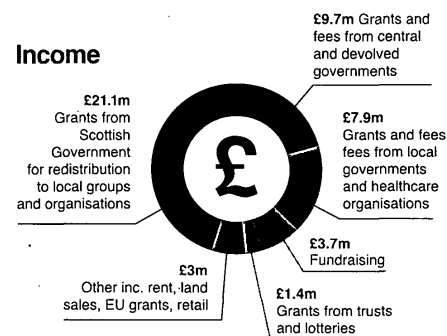 Income
£9.7m Grants and
fees from central
and devolved
governments
£21.1m
Grants from
Scottish
Government
for redistribution
to local groups
and organisations
£
£7.9m
Grants and fees
fees from local
governments
and healthcare
organisations
£3.7m
Fundraising
£3m
Other inc. rent, land
sales, EU grants, retail
£1.4m
Grants from trusts
and lotteries